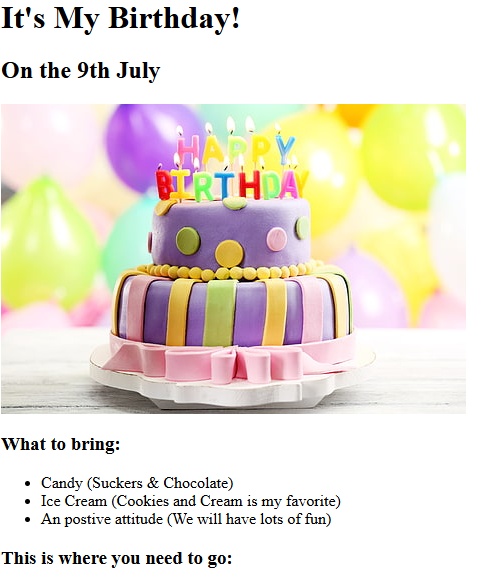 It's My Birthday!
On the 9th July
HAPPY
BIRTHDAY
What to bring:
Candy (Suckers & Chocolate)
Ice Cream (Cookies and Cream is my favorite)
An postive attitude (We will have lots of fun)
This is where you need to go: